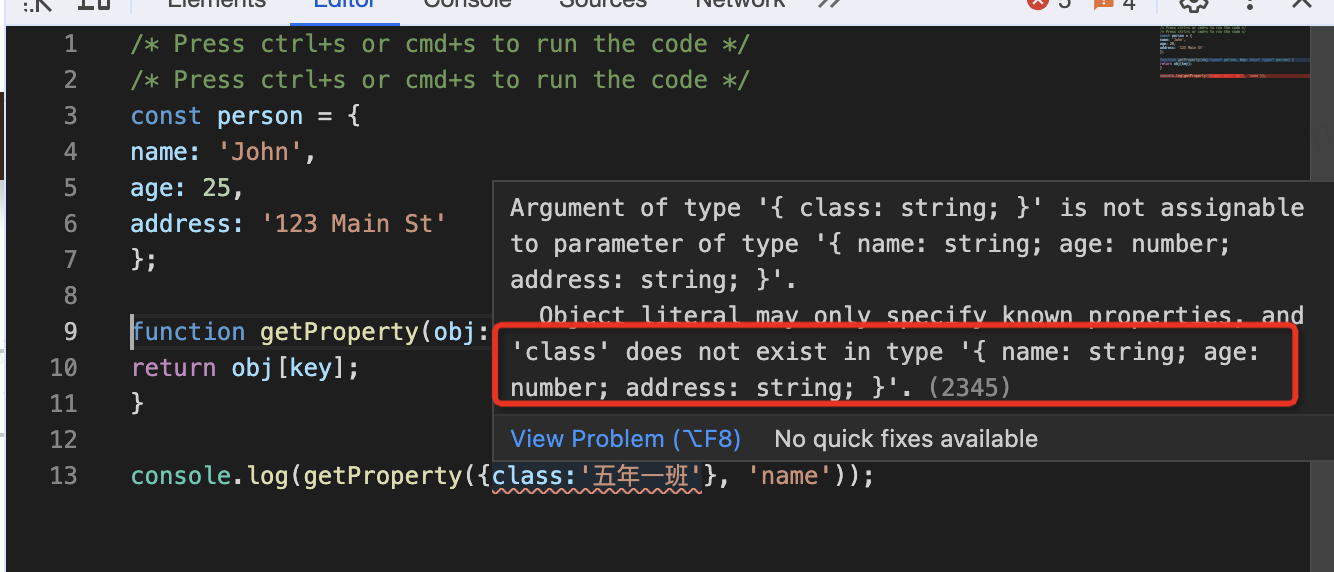 Elements Editor Console Sources Network 5 4
1 /* Press ctrl+s or cmd+s to run the code */
2 /* Press ctrl+s or cmd+s to run the code */
3 const person = {
4 name: 'John',
5 age: 25,
6 address: '123 Main St'
7 };
8
9 function getProperty(obj:
10 return obj[key];
11 }
12
13 console.log(getProperty({class:'五年一班'}, 'name'));
Argument of type '{ class: string; }' is not assignable
to parameter of type '{ name: string; age: number;
address: string; }'.
Object literal may only specify known properties, and
'class' does not exist in type '{ name: string; age:
number; address: string; }'. (2345)
View Problem (⌥F8) No quick fixes available